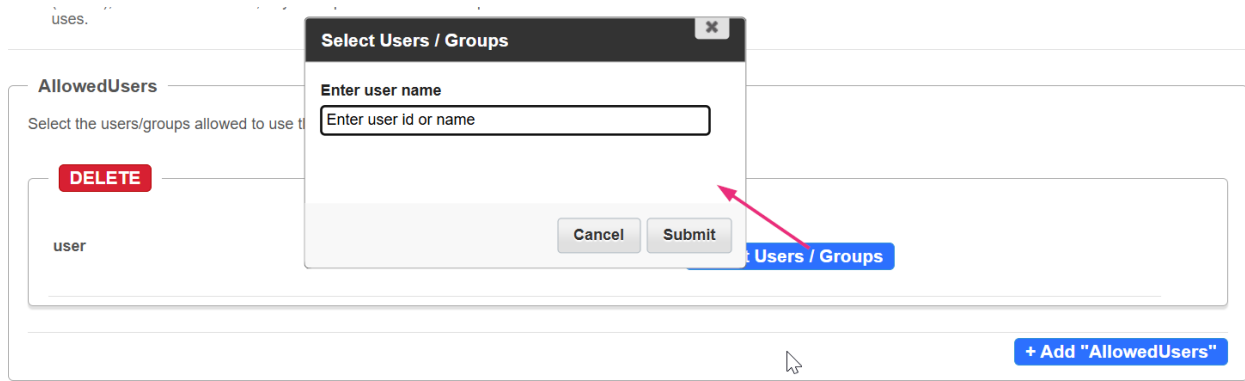 uses.
Select Users / Groups
AllowedUsers
Enter user name
Select the users/groups allowed to use
Enter user id or name
DELETE
user
Cancel
Submit
Users / Groups
+ Add "AllowedUsers"